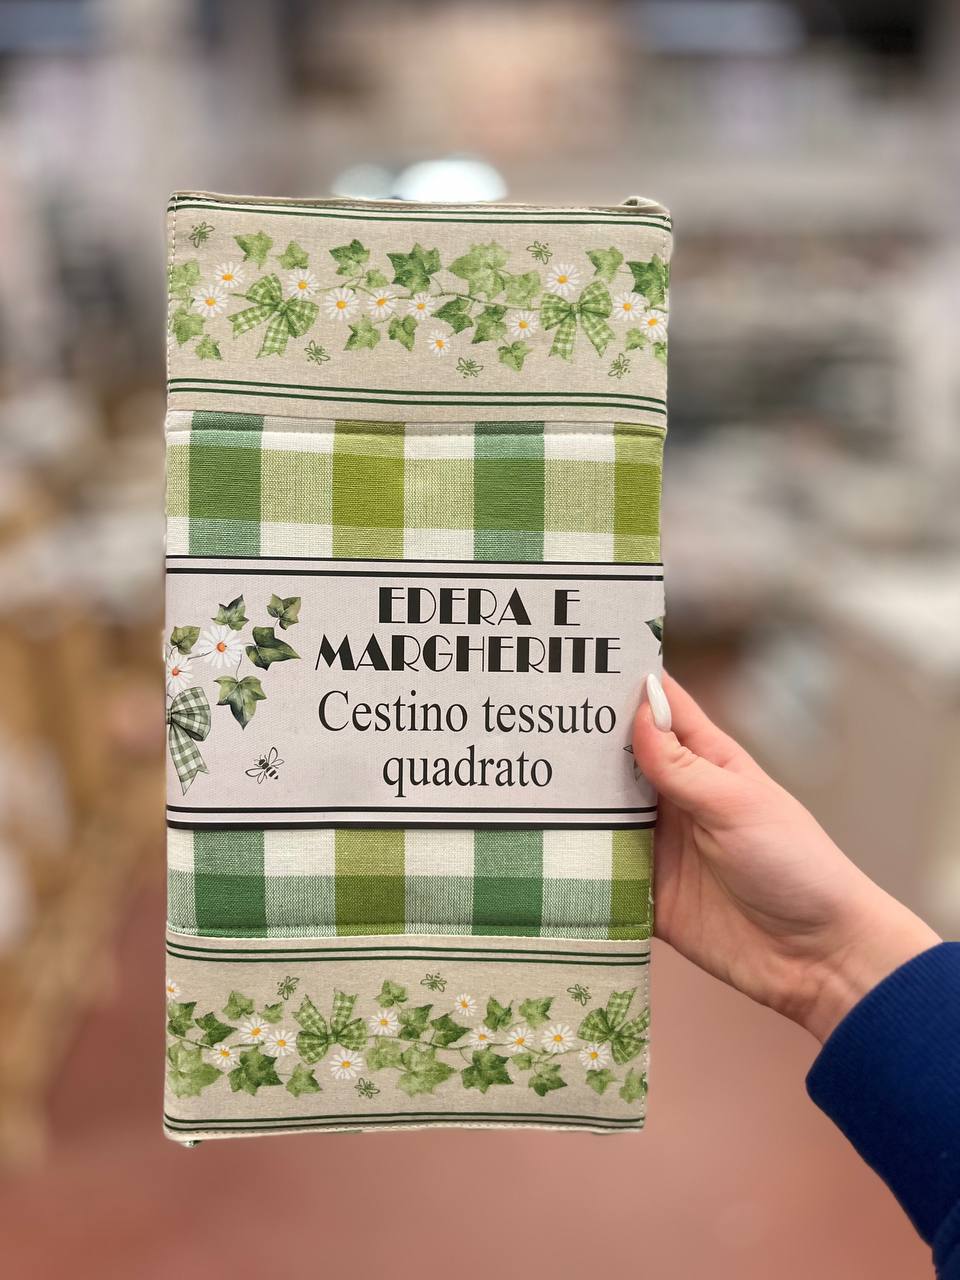 EDERA E
MARGHERITE
Cestino tessuto
quadrato